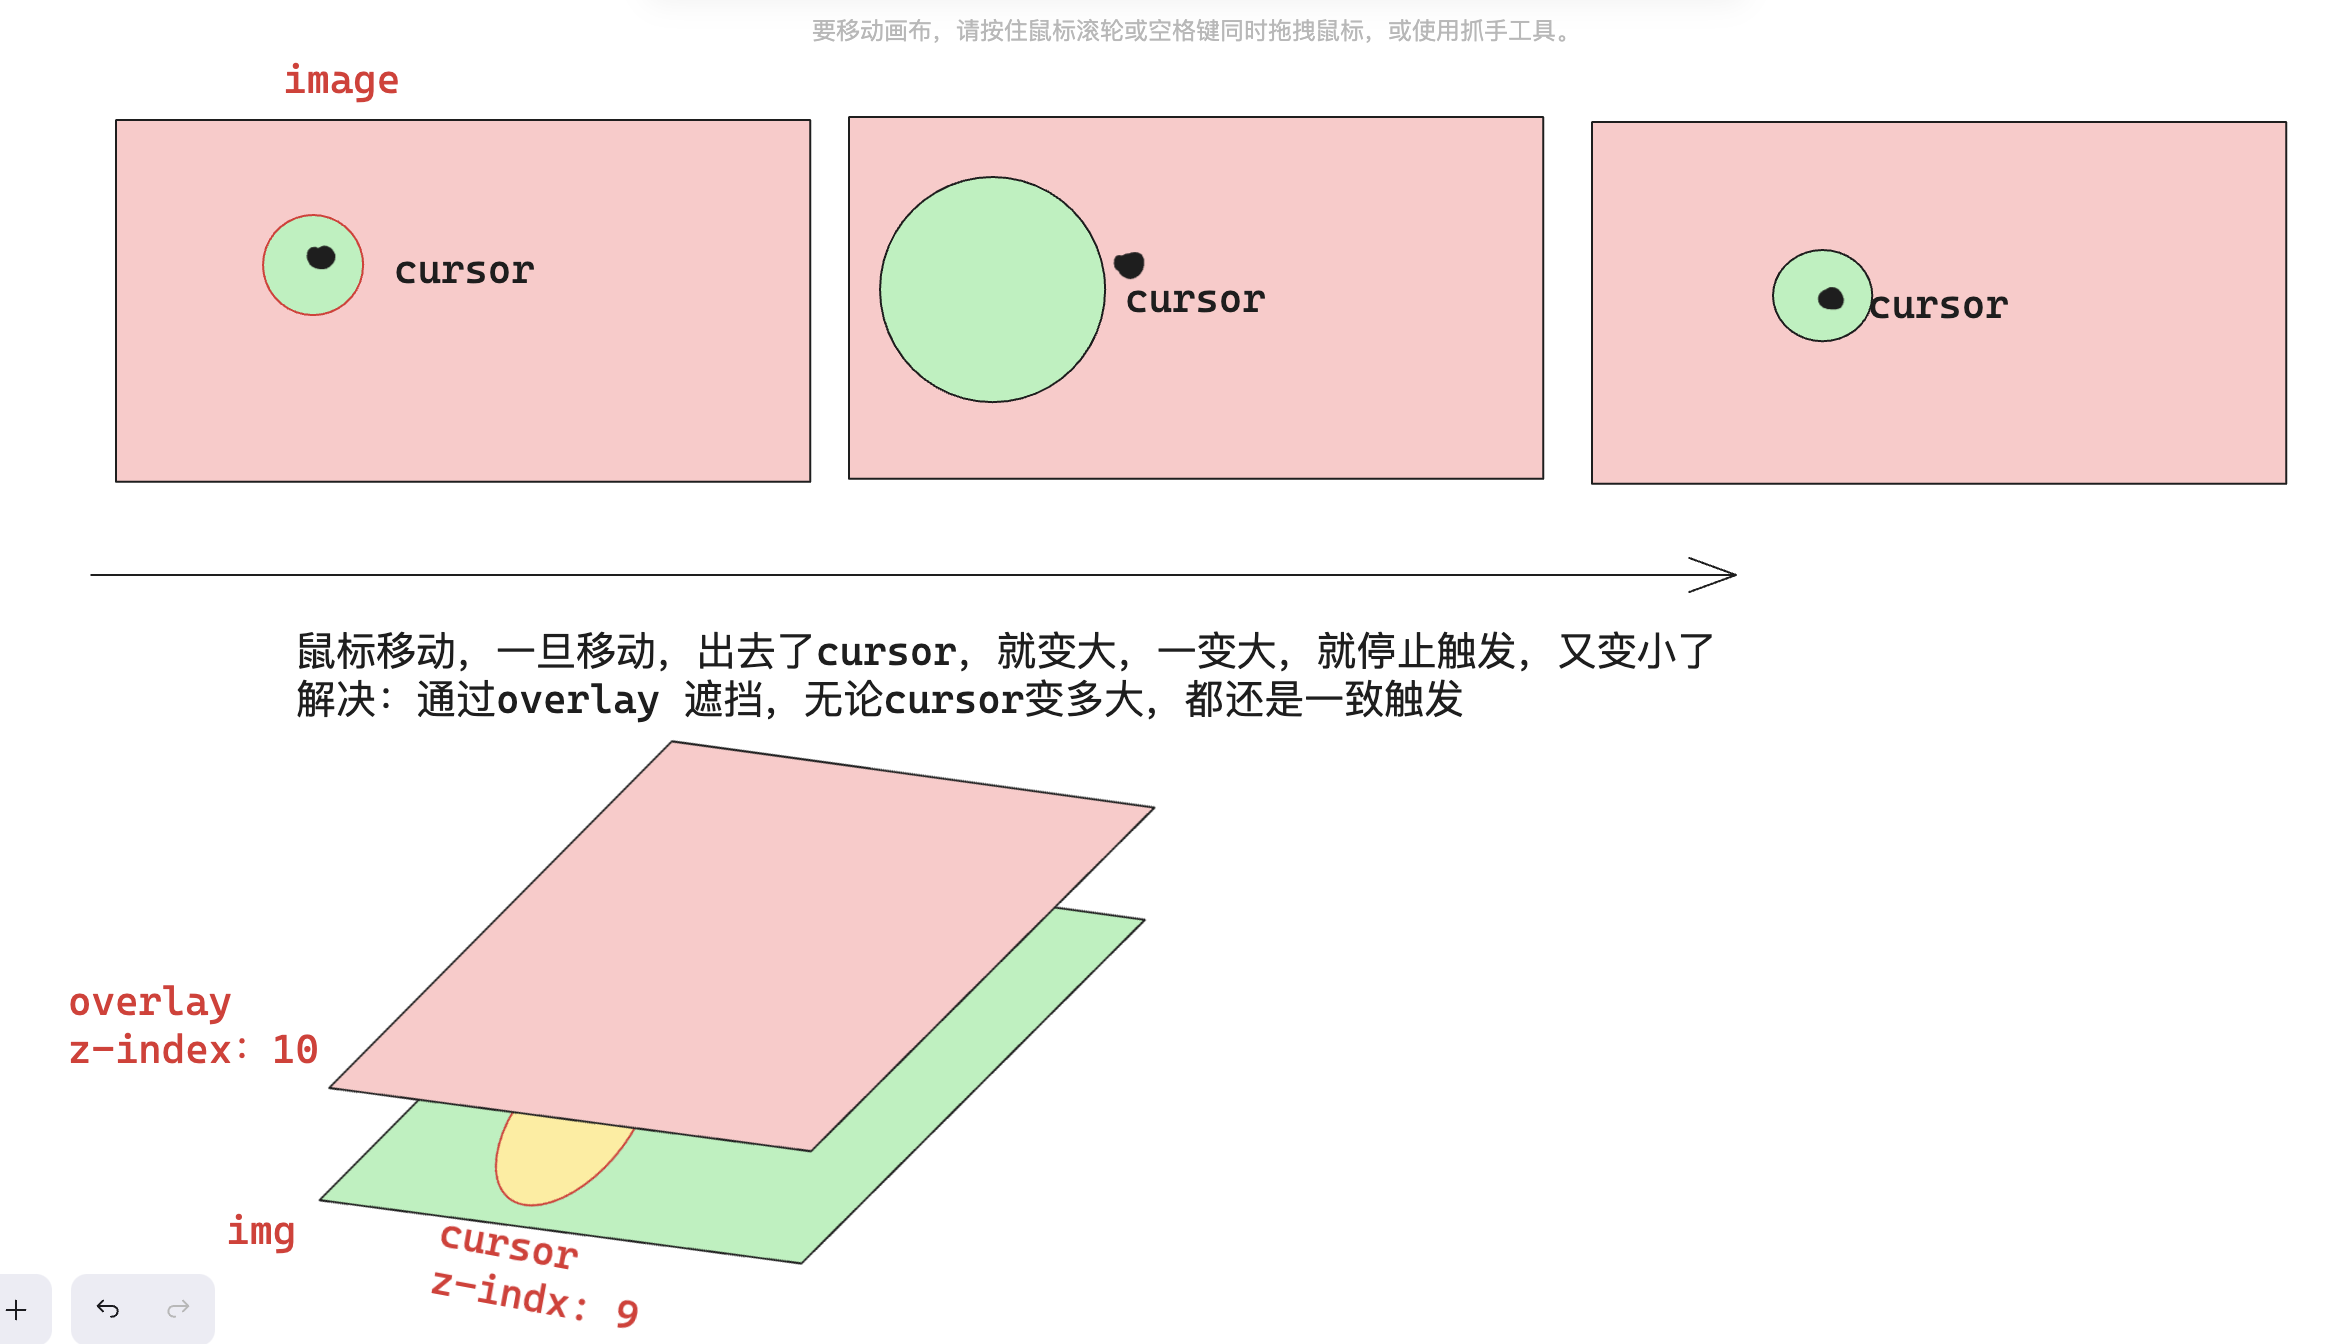 要移动画布，请按住鼠标滚轮或空格键同时拖拽鼠标，或使用抓手工具。
image
cursor
cursor
cursor
鼠标移动，一旦移动，出去了cursor，就变大，一变大，就停止触发，又变小了
解决：通过overlay 遮挡，无论cursor变多大，都还是一致触发
overlay
z-index: 10
img
cursor
z-indx: 9